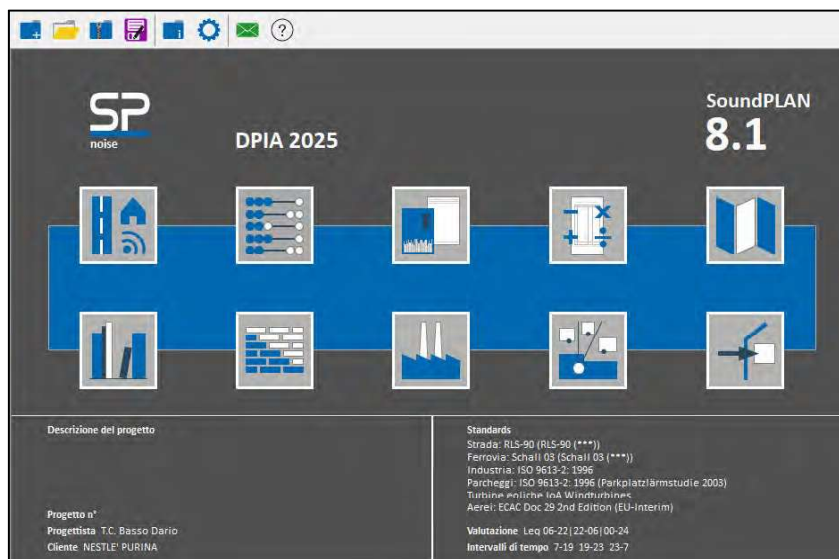 SP
noise
DPIA 2025
SoundPLAN
8.1
Descrizione del progetto
Progetto n°
Progettista T.C. Basso Dario
Cliente NESTLE' PURINA
Standards
Strada: RLS-90 (RLS-90 (***))
Ferrovia: Schall 03 (Schall 03 (***))
Industria: ISO 9613-2: 1996
Parcheggi: ISO 9613-2: 1996 (Parkplatzlärmstudie 2003)
Turbine eoliche IoA Windturbines
Aerei: ECAC Doc 29 2nd Edition (EU-Interim)
Valutazione Leq 06-22|22-06|00-24
Intervalli di tempo 7-19 19-23 23-7